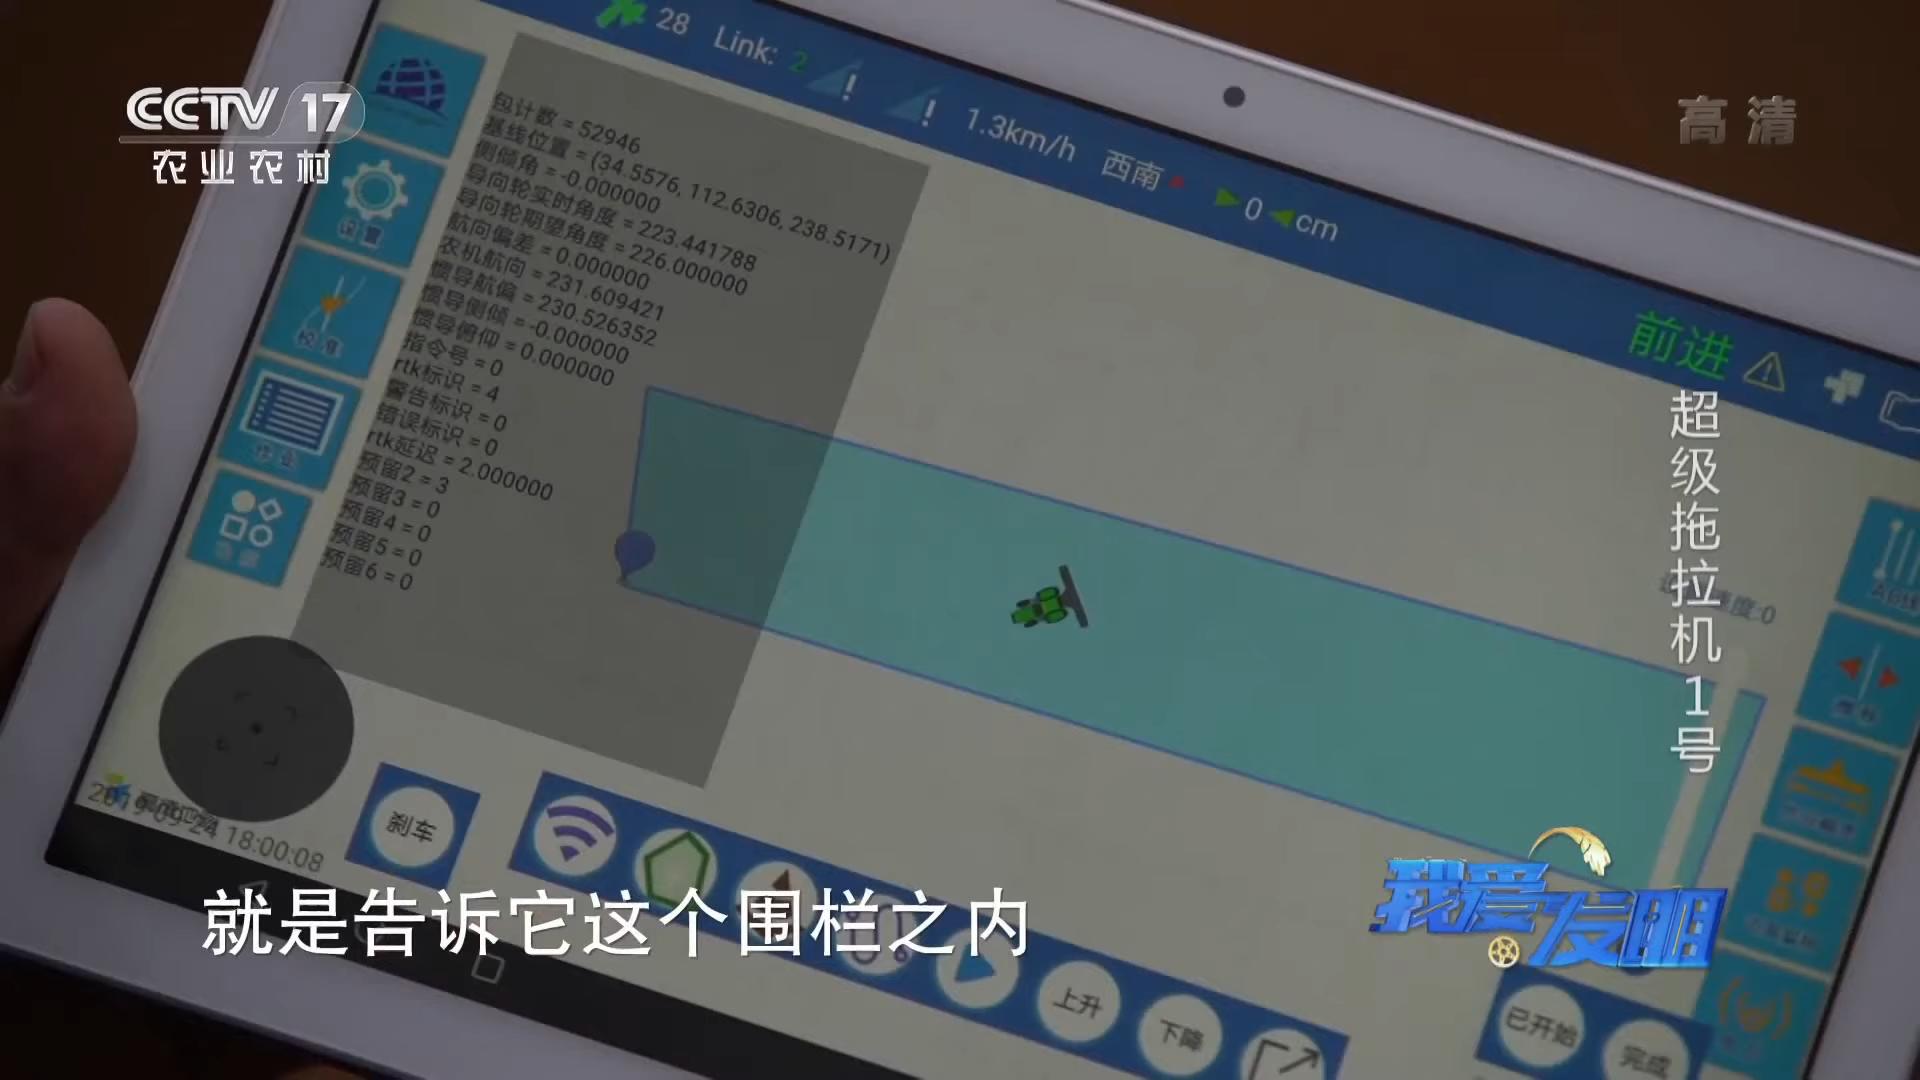 CCTV 17
农业农村
高清
28 Link: 2 1.3km/h 西南 0 cm
前进
包计数 = 52946
基线位置 = (34.5576, 112.6306, 238.5171)
侧倾角 = -0.000000
导向轮实时角度 = 223.441788
导向轮期望角度 = 226.000000
航向偏差 = 0.000000
农机航向 = 231.609421
惯导航偏 = 230.526352
惯导侧倾 = -0.000000
惯导俯仰 = 0.000000
指令号 = 0
rtk标识 = 4
警告标识 = 0
错误标识 = 0
rtk延迟 = 2.000000
预留2 = 3
预留3 = 0
预留4 = 0
预留5 = 0
预留6 = 0
设置
校准
作业
超级拖拉机1号
度:0
18:00:08
刹车
上升
下降
已开始
完成
就是告诉它这个围栏之内
我爱发明